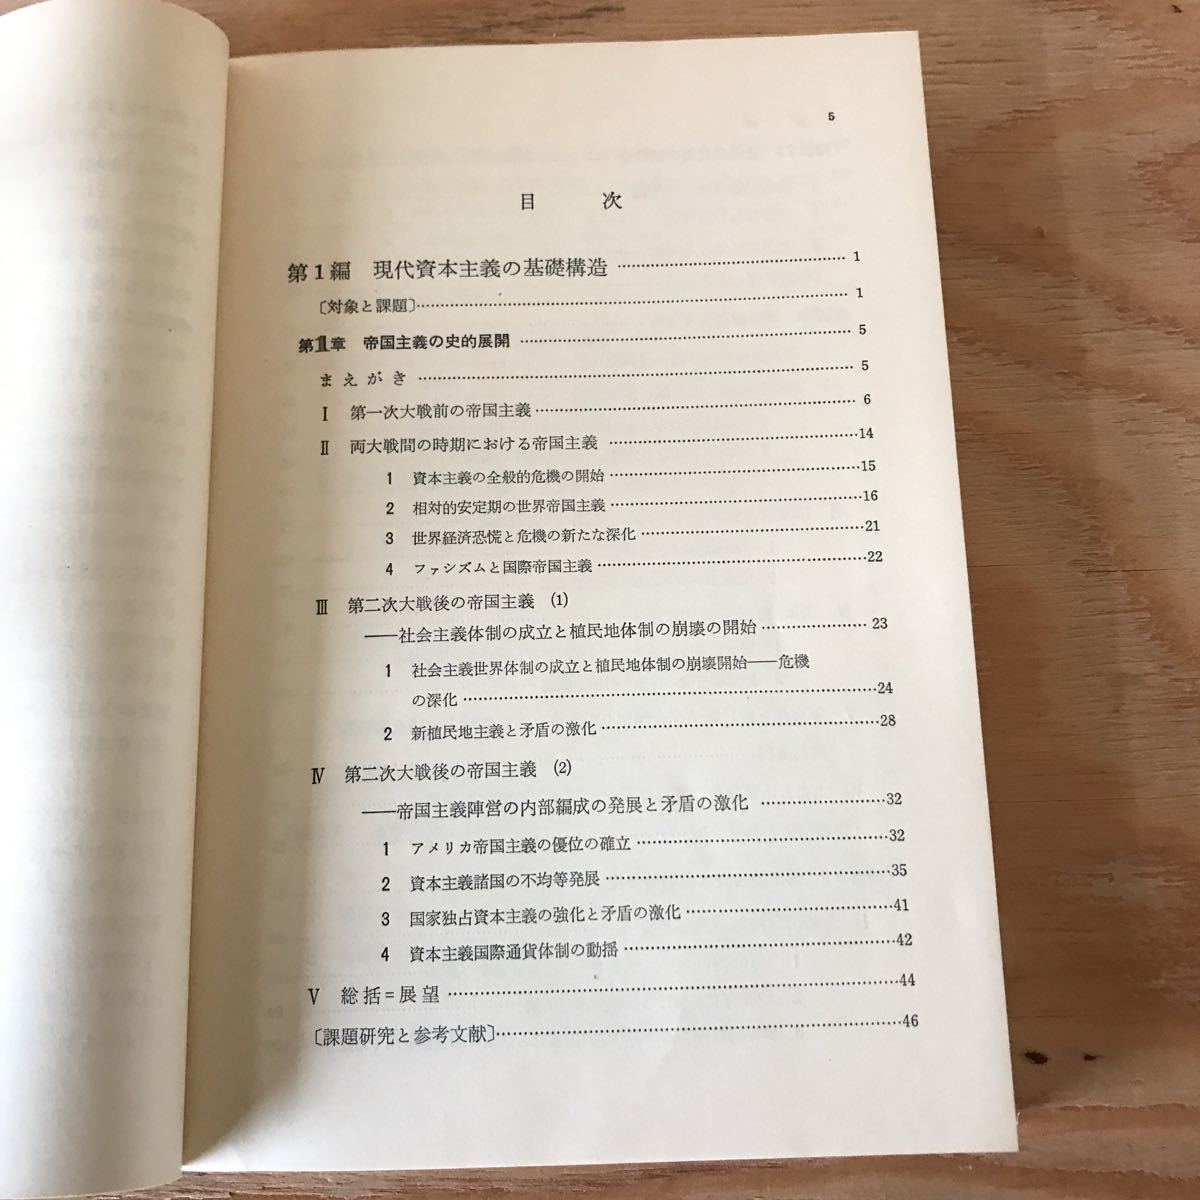 5
目 次
第1編 現代資本主義の基礎構造 …… 1
〔対象と課題〕…… 1
第1章 帝国主義の史的展開 …… 5
まえがき …… 5
Ⅰ 第一次大戦前の帝国主義 …… 6
Ⅱ 両大戦間の時期における帝国主義 …… 14
1 資本主義の全般的危機の開始 …… 15
2 相対的安定期の世界帝国主義 …… 16
3 世界経済恐慌と危機の新たな深化 …… 21
4 ファシズムと国際帝国主義 …… 22
Ⅲ 第二次大戦後の帝国主義 (1)
――社会主義体制の成立と植民地体制の崩壊の開始 …… 23
1 社会主義世界体制の成立と植民地体制の崩壊開始――危機
の深化 …… 24
2 新植民地主義と矛盾の激化 …… 28
Ⅳ 第二次大戦後の帝国主義 (2)
――帝国主義陣営の内部編成の発展と矛盾の激化 …… 32
1 アメリカ帝国主義の優位の確立 …… 32
2 資本主義諸国の不均等発展 …… 35
3 国家独占資本主義の強化と矛盾の激化 …… 41
4 資本主義国際通貨体制の動揺 …… 42
Ⅴ 総括=展望 …… 44
〔課題研究と参考文献〕…… 46